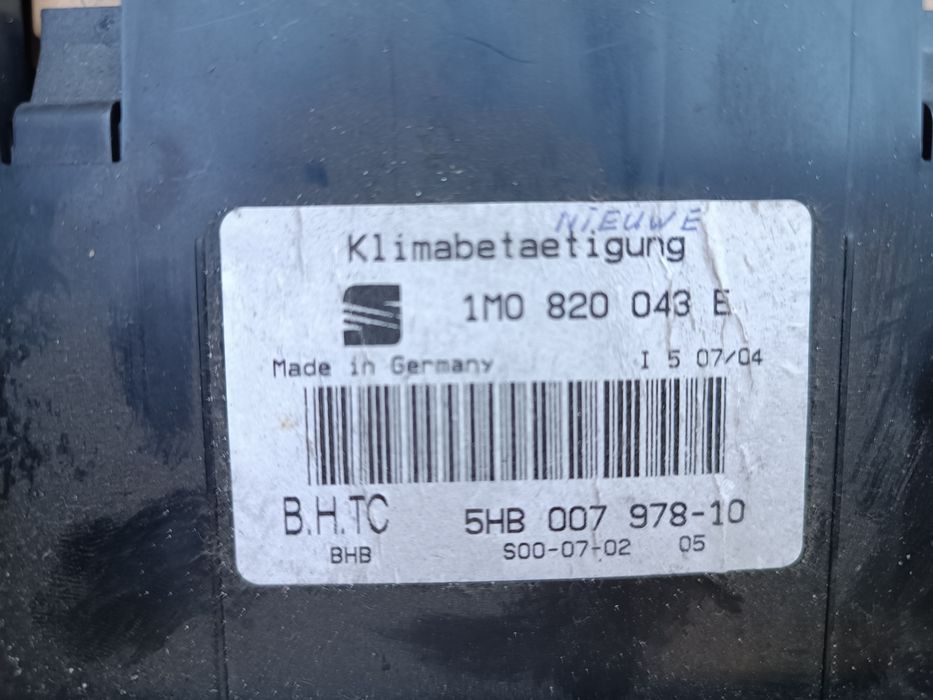 NIEUWE
Klimabetaetigung
1M0 820 043 E
Made in Germany I 5 07/04
B.H.TC 5HB 007 978-10
BHB S00-07-02 05